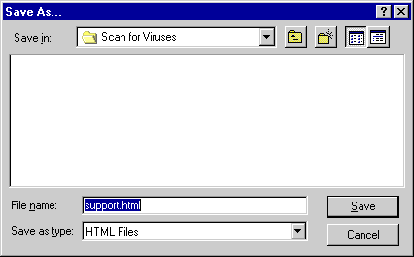 Save As...
Save in: Scan for Viruses
File name: support.html Save
Save as type: HTML Files Cancel